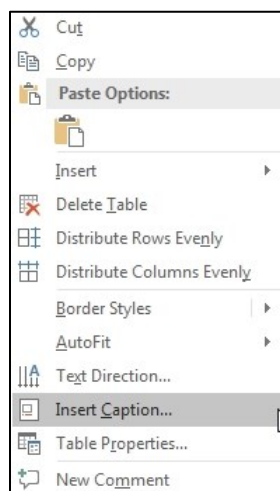 Cut
Copy
Paste Options:
Insert
Delete Table
Distribute Rows Evenly
Distribute Columns Evenly
Border Styles
AutoFit
Text Direction...
Insert Caption...
Table Properties...
New Comment